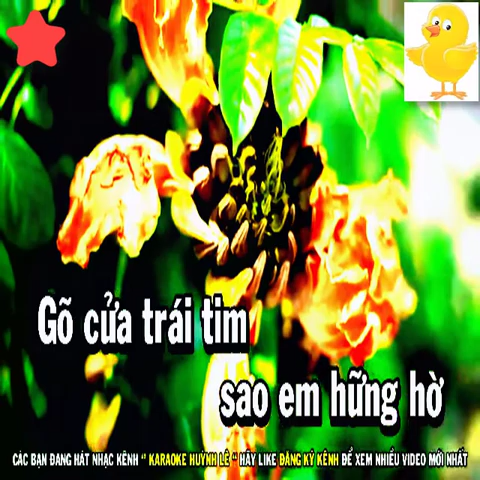 Gõ cửa trái tim
sao em hững hờ
CÁC BẠN ĐANG HÁT NHẠC KÊNH " KARAOKE HUỲNH LÊ " HÃY LIKE ĐĂNG KÝ KÊNH ĐỂ XEM NHIỀU VIDEO MỚI NHẤT